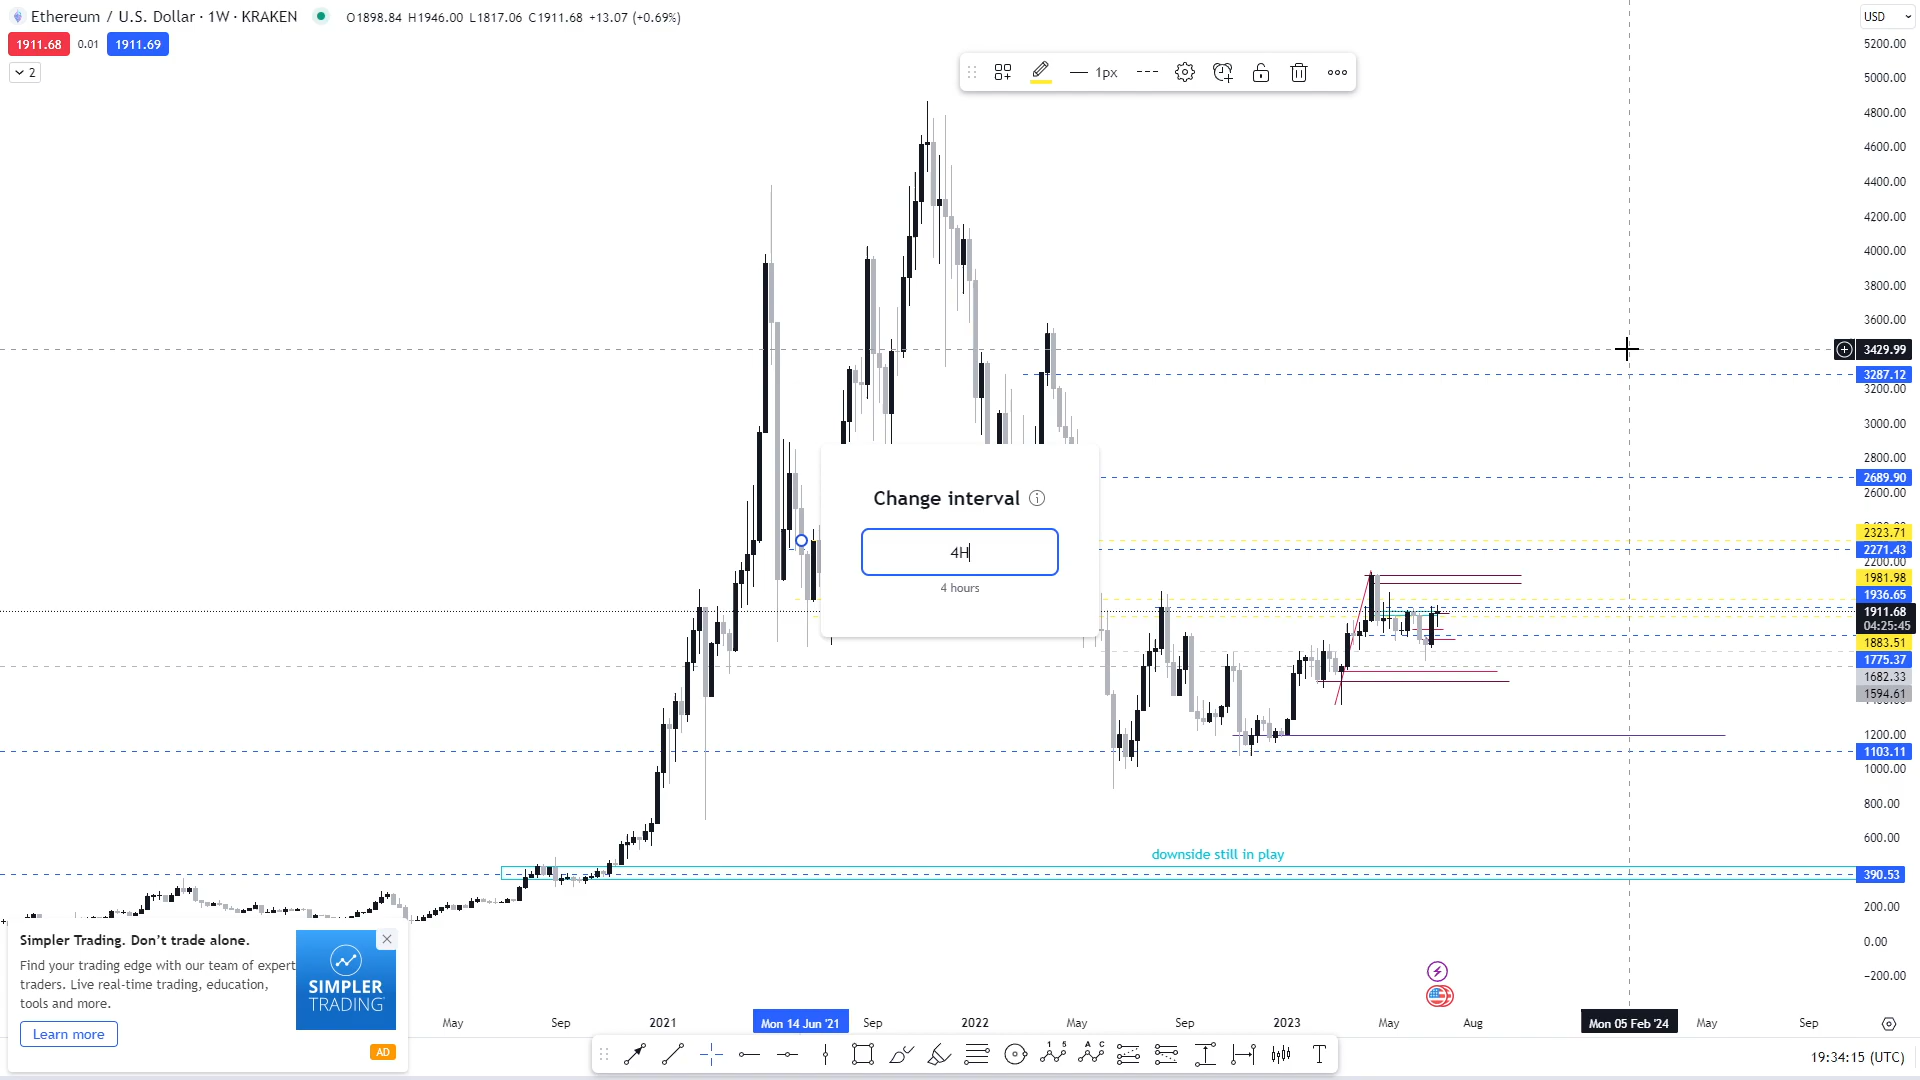 Ethereum / U.S. Dollar · 1W · KRAKEN O1898.84 H1946.00 L1817.06 C1911.68 +13.07 (+0.69%)
1911.68 0.01 1911.69
2
1px
USD
5200.00
5000.00
4800.00
4600.00
4400.00
4200.00
4000.00
3800.00
3600.00
3429.99
3287.12
3200.00
3000.00
2800.00
2689.90
2600.00
2323.71
2271.43
2200.00
1981.98
1936.65
1911.68
04:25:45
1883.51
1775.37
1682.33
1594.61
1200.00
1103.11
1000.00
800.00
600.00
390.53
200.00
0.00
−200.00
Change interval
4H
4 hours
downside still in play
Simpler Trading. Don't trade alone.
Find your trading edge with our team of expert
traders. Live real-time trading, education,
tools and more.
Learn more
SIMPLER
TRADING
AD
May Sep 2021 Mon 14 Jun '21 Sep 2022 May Sep 2023 May Aug Mon 05 Feb '24 May Sep
19:34:15 (UTC)